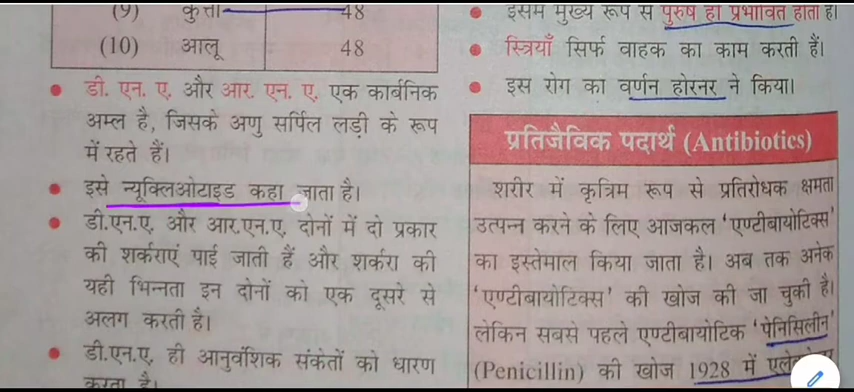 (9) कुत्ता 48
(10) आलू 48
डी. एन. ए. और आर. एन. ए. एक कार्बनिक
अम्ल है, जिसके अणु सर्पिल लड़ी के रूप
में रहते हैं।
इसे न्यूक्लिओटाइड कहा जाता है।
डी.एन.ए. और आर.एन.ए. दोनों में दो प्रकार
की शर्कराएं पाई जाती हैं और शर्करा की
यही भिन्नता इन दोनों को एक दूसरे से
अलग करती है।
डी.एन.ए. ही आनुवंशिक संकेतों को धारण
करता है।
इसमें मुख्य रूप से पुरुष ही प्रभावित होता है।
स्त्रियाँ सिर्फ वाहक का काम करती हैं।
इस रोग का वर्णन होरनर ने किया।
प्रतिजैविक पदार्थ (Antibiotics)
शरीर में कृत्रिम रूप से प्रतिरोधक क्षमता
उत्पन्न करने के लिए आजकल ‘एण्टीबायोटिक्स’
का इस्तेमाल किया जाता है। अब तक अनेक
‘एण्टीबायोटिक्स’ की खोज की जा चुकी है।
लेकिन सबसे पहले एण्टीबायोटिक ‘पेनिसिलीन’
(Penicillin) की खोज 1928 में